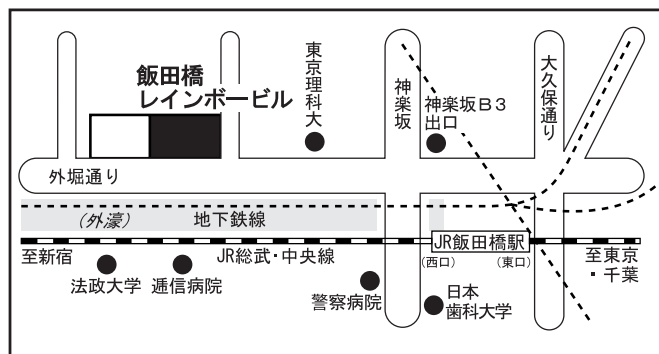 飯田橋
レインボービル
東京理科大
神楽坂
神楽坂B3
出口
大久保通り
外堀通り
(外濠)
地下鉄線
JR飯田橋駅
(西口)
(東口)
至新宿
JR総武・中央線
至東京
・千葉
法政大学
逓信病院
警察病院
日本
歯科大学